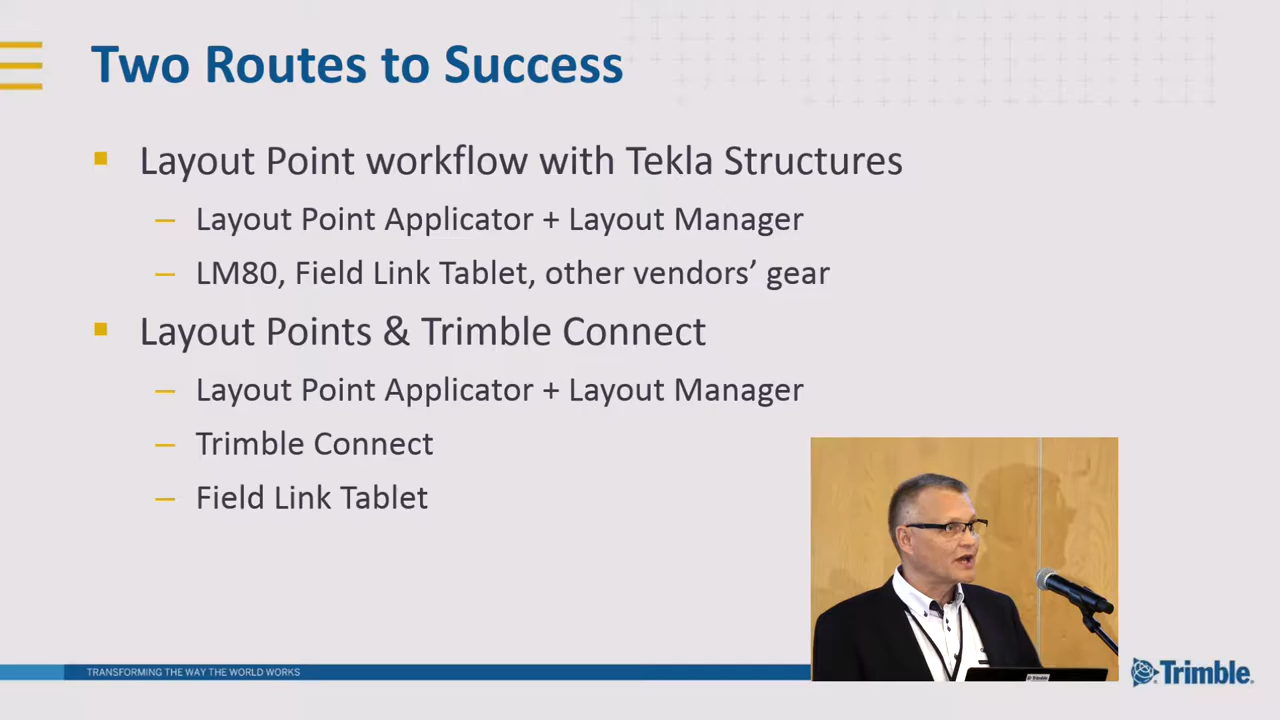 Two Routes to Success
Layout Point workflow with Tekla Structures
Layout Point Applicator + Layout Manager
LM80, Field Link Tablet, other vendors’ gear
Layout Points & Trimble Connect
Layout Point Applicator + Layout Manager
Trimble Connect
Field Link Tablet
TRANSFORMING THE WAY THE WORLD WORKS
Trimble
Trimble